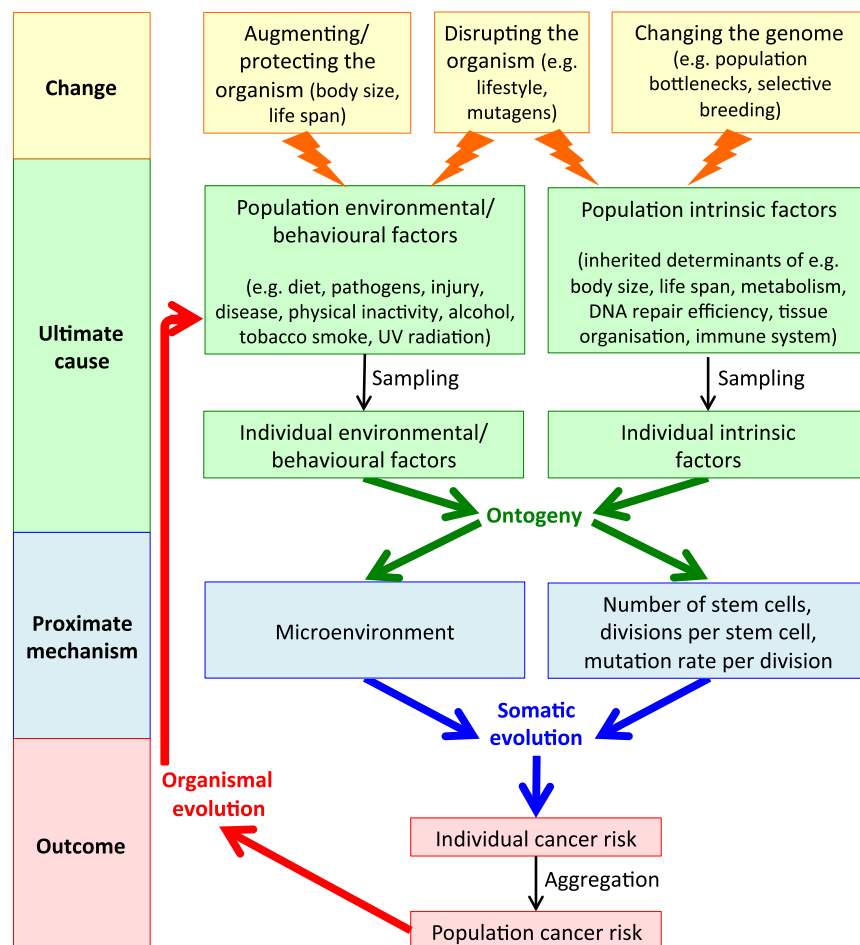 Change
Augmenting/
protecting the
organism (body size,
life span)
Disrupting the
organism (e.g.
lifestyle,
mutagens)
Changing the genome
(e.g. population
bottlenecks, selective
breeding)
Ultimate
cause
Population environmental/
behavioural factors
(e.g. diet, pathogens, injury,
disease, physical inactivity, alcohol,
tobacco smoke, UV radiation)
Population intrinsic factors
(inherited determinants of e.g.
body size, life span, metabolism,
DNA repair efficiency, tissue
organisation, immune system)
Sampling
Sampling
Individual environmental/
behavioural factors
Individual intrinsic
factors
Ontogeny
Proximate
mechanism
Microenvironment
Number of stem cells,
divisions per stem cell,
mutation rate per division
Somatic
evolution
Organismal
evolution
Outcome
Individual cancer risk
Aggregation
Population cancer risk